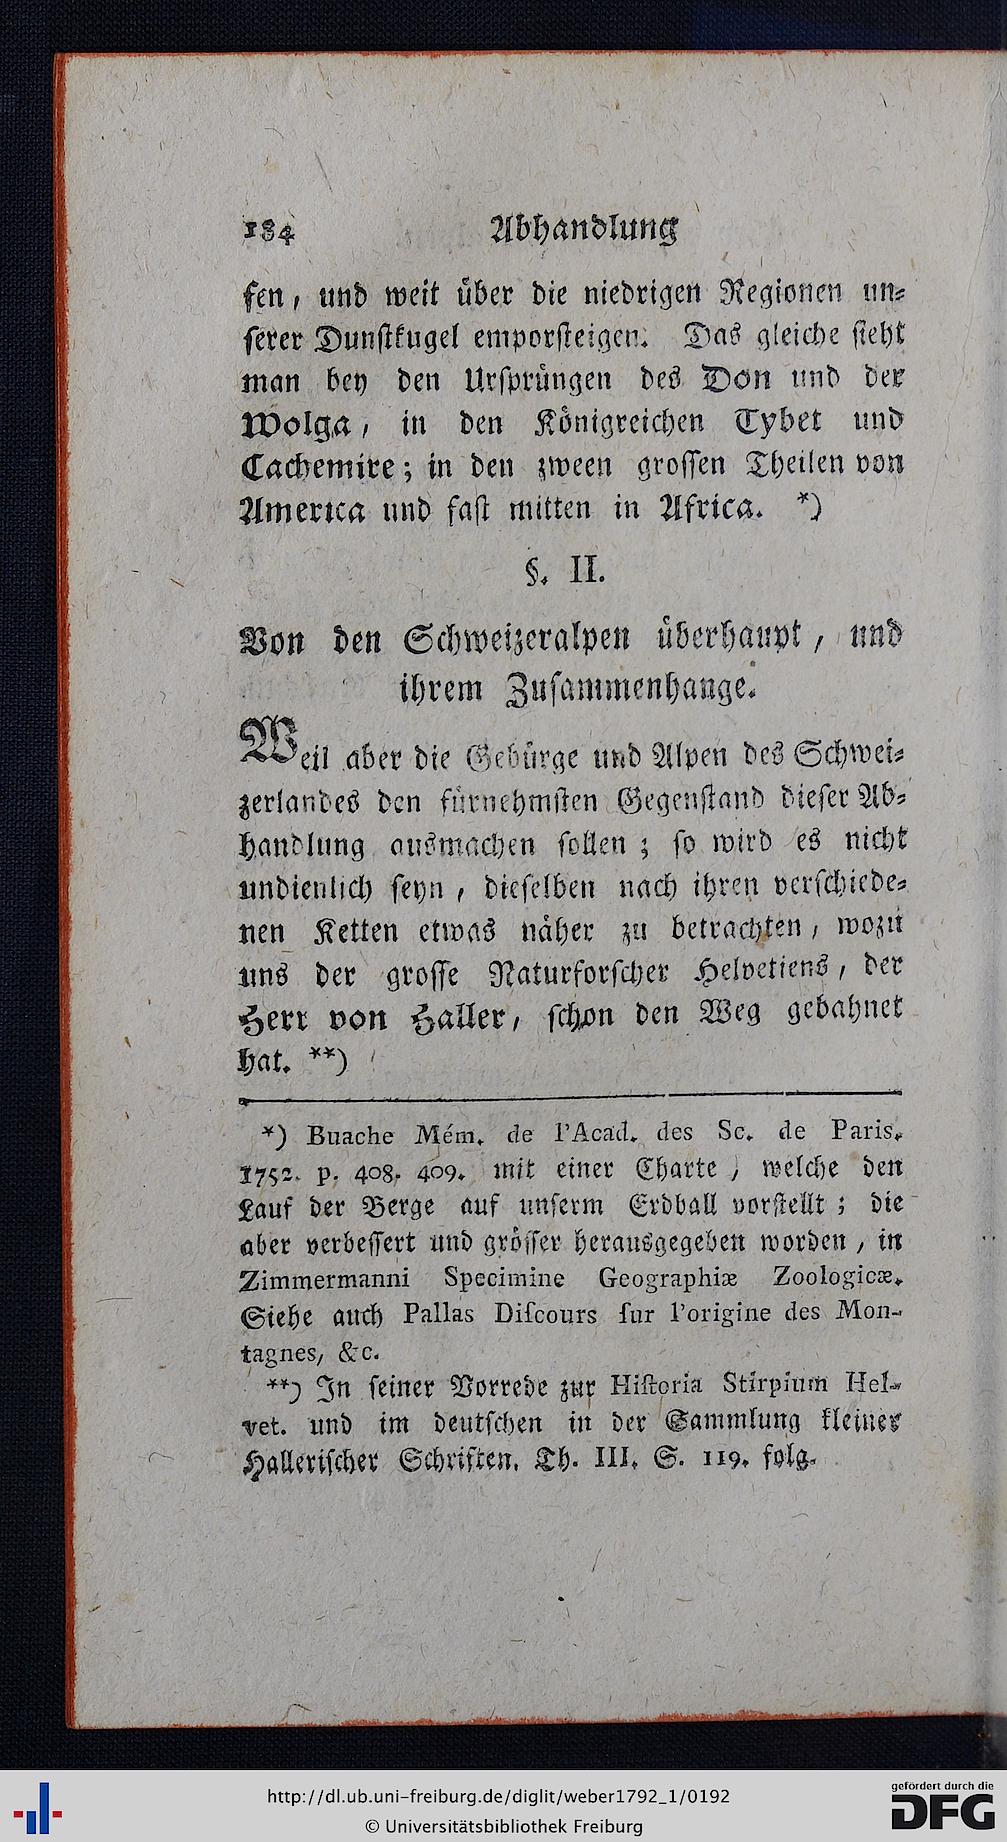 134 Abhandlung
fen, und weit über die niedrigen Regionen un⸗
ſerer Dunſtkugel emporſteigen. Das gleiche ſieht
man bey den Urſprüngen des Don und der
Wolga, in den Königreichen Tybet und
Cachemire; in den zween groſſen Theilen von
America und faſt mitten in Africa. *)
§. II.
Von den Schweizeralpen überhaupt, und
ihrem Zuſammenhange.
Weil aber die Gebürge und Alpen des Schwei⸗
zerlandes den fürnehmſten Gegenſtand dieſer Ab⸗
handlung ausmachen ſollen; ſo wird es nicht
undienlich ſeyn, dieſelben nach ihren verſchiede⸗
nen Ketten etwas näher zu betrachten, wozu
uns der groſſe Naturforſcher Helvetiens, der
Herr von Haller, ſchon den Weg gebahnet
hat. **)
*) Buache Mém. de l'Acad. des Sc. de Paris.
1752. p. 408. 409. mit einer Charte, welche den
Lauf der Berge auf unſerm Erdball vorſtellt; die
aber verbeſſert und gröſſer herausgegeben worden, in
Zimmermanni Specimine Geographiæ Zoologicæ.
Siehe auch Pallas Diſcours ſur l'origine des Mon-
tagnes, &c.
**) In ſeiner Vorrede zur Hiſtoria Stirpium Hel-
vet. und im deutſchen in der Sammlung kleiner
Halleriſcher Schriften. Th. III. S. 119. folg.
http://dl.ub.uni-freiburg.de/diglit/weber1792_1/0192
© Universitätsbibliothek Freiburg
gefördert durch die
DFG